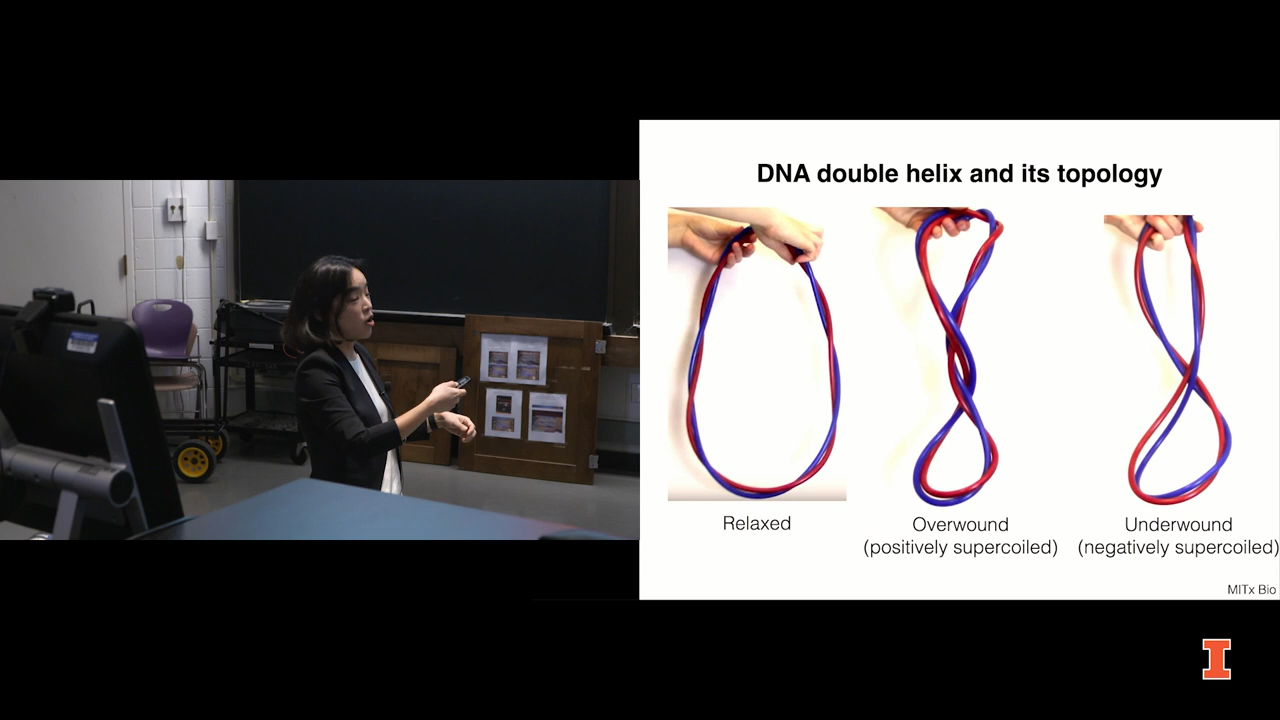 DNA double helix and its topology
Relaxed
Overwound
(positively supercoiled)
Underwound
(negatively supercoiled)
MITx Bio
I